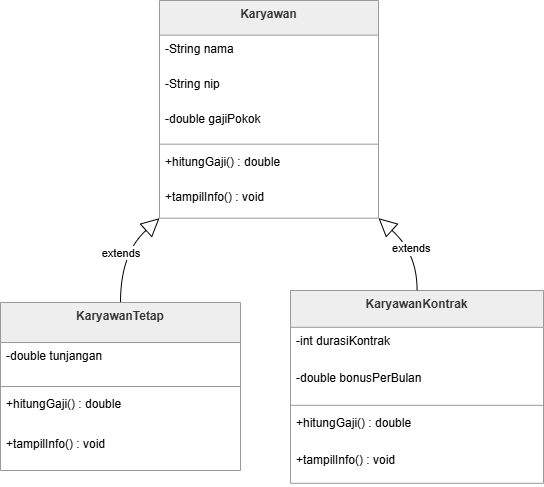 Karyawan
-String nama
-String nip
-double gajiPokok
+hitungGaji() : double
+tampilInfo() : void
extends
extends
KaryawanTetap
-double tunjangan
+hitungGaji() : double
+tampilInfo() : void
KaryawanKontrak
-int durasiKontrak
-double bonusPerBulan
+hitungGaji() : double
+tampilInfo() : void